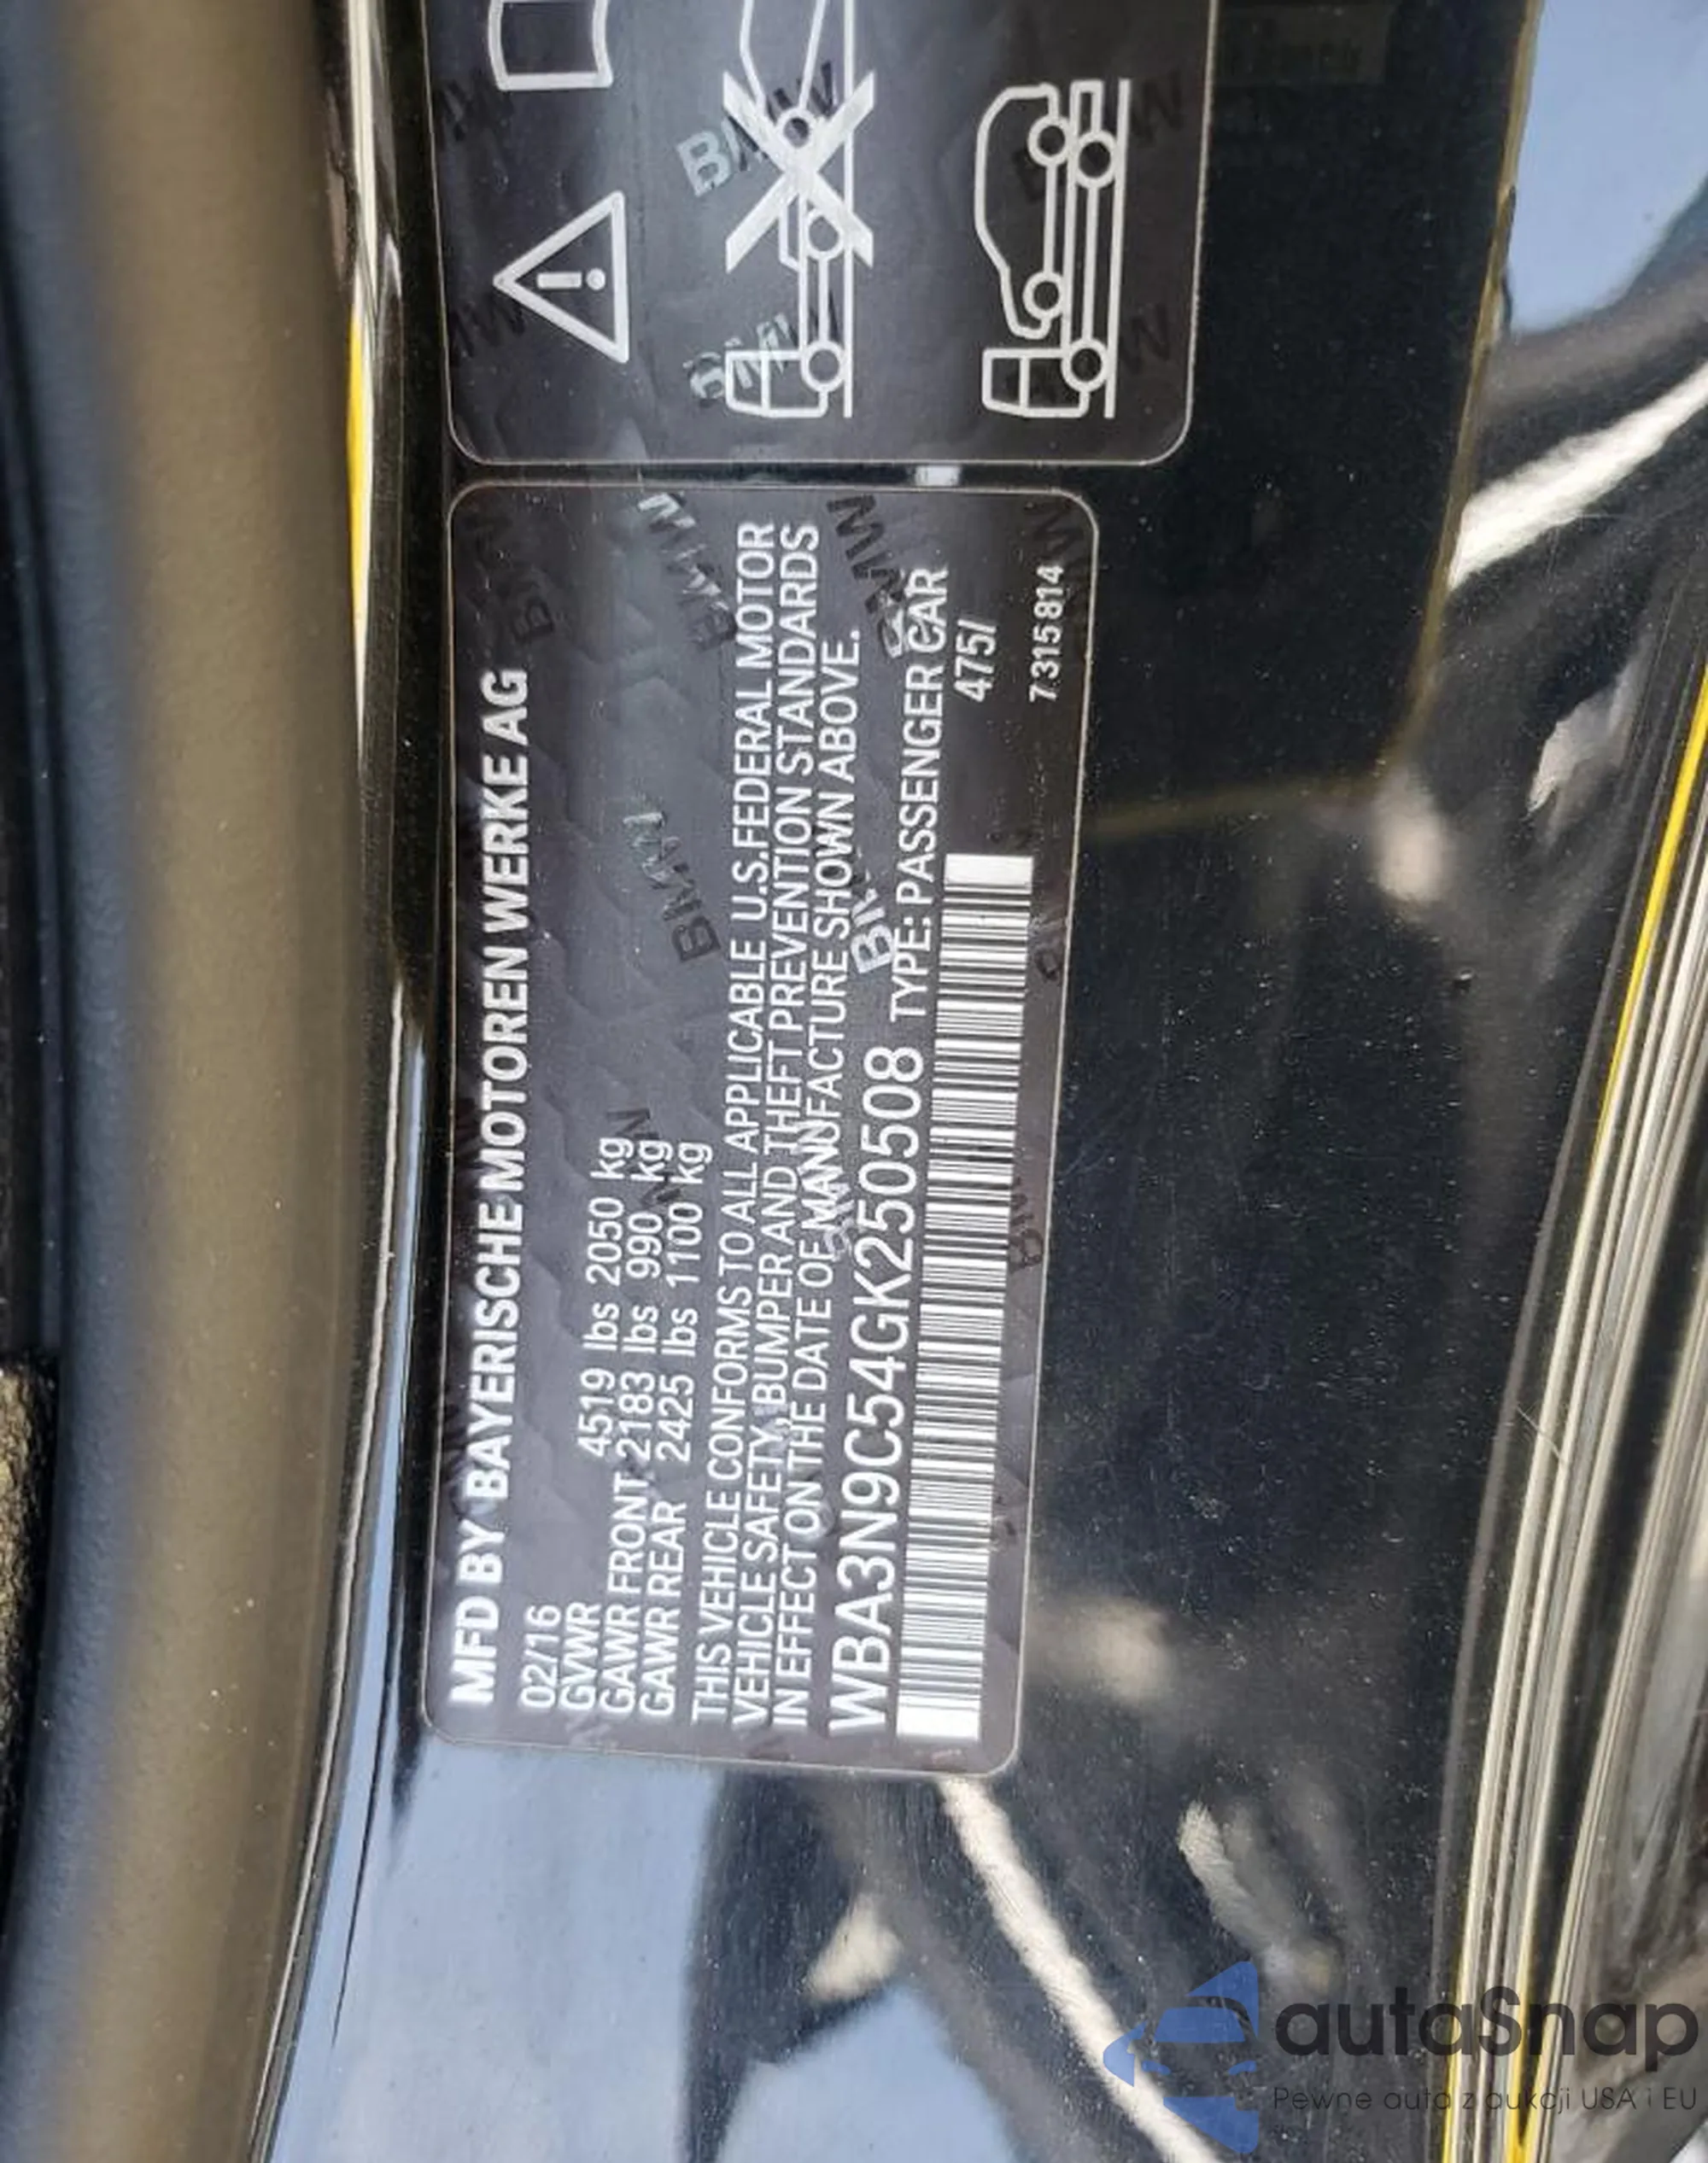 MFD BY BAYERISCHE MOTOREN WERKE AG
02/16
GVWR 4519 lbs 2050 kg
GAWR FRONT 2183 lbs 990 kg
GAWR REAR 2425 lbs 1100 kg
THIS VEHICLE CONFORMS TO ALL APPLICABLE U.S.FEDERAL MOTOR
VEHICLE SAFETY, BUMPER AND THEFT PREVENTION STANDARDS
IN EFFECT ON THE DATE OF MANUFACTURE SHOWN ABOVE.
WBA3N9C54GK250508 TYPE: PASSENGER CAR
475/
7315814
autaSnap
Pewne auta z aukcji USA i EU